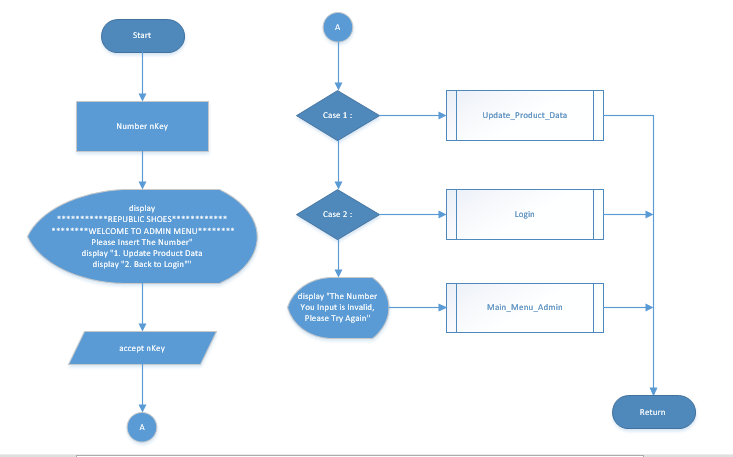 Start
Number nKey
display
***********REPUBLIC SHOES************
********WELCOME TO ADMIN MENU*******
Please Insert The Number"
display "1. Update Product Data
display "2. Back to Login""
accept nKey
A
A
Case 1 :
Update_Product_Data
Case 2 :
Login
display "The Number
You Input is Invalid,
Please Try Again"
Main_Menu_Admin
Return